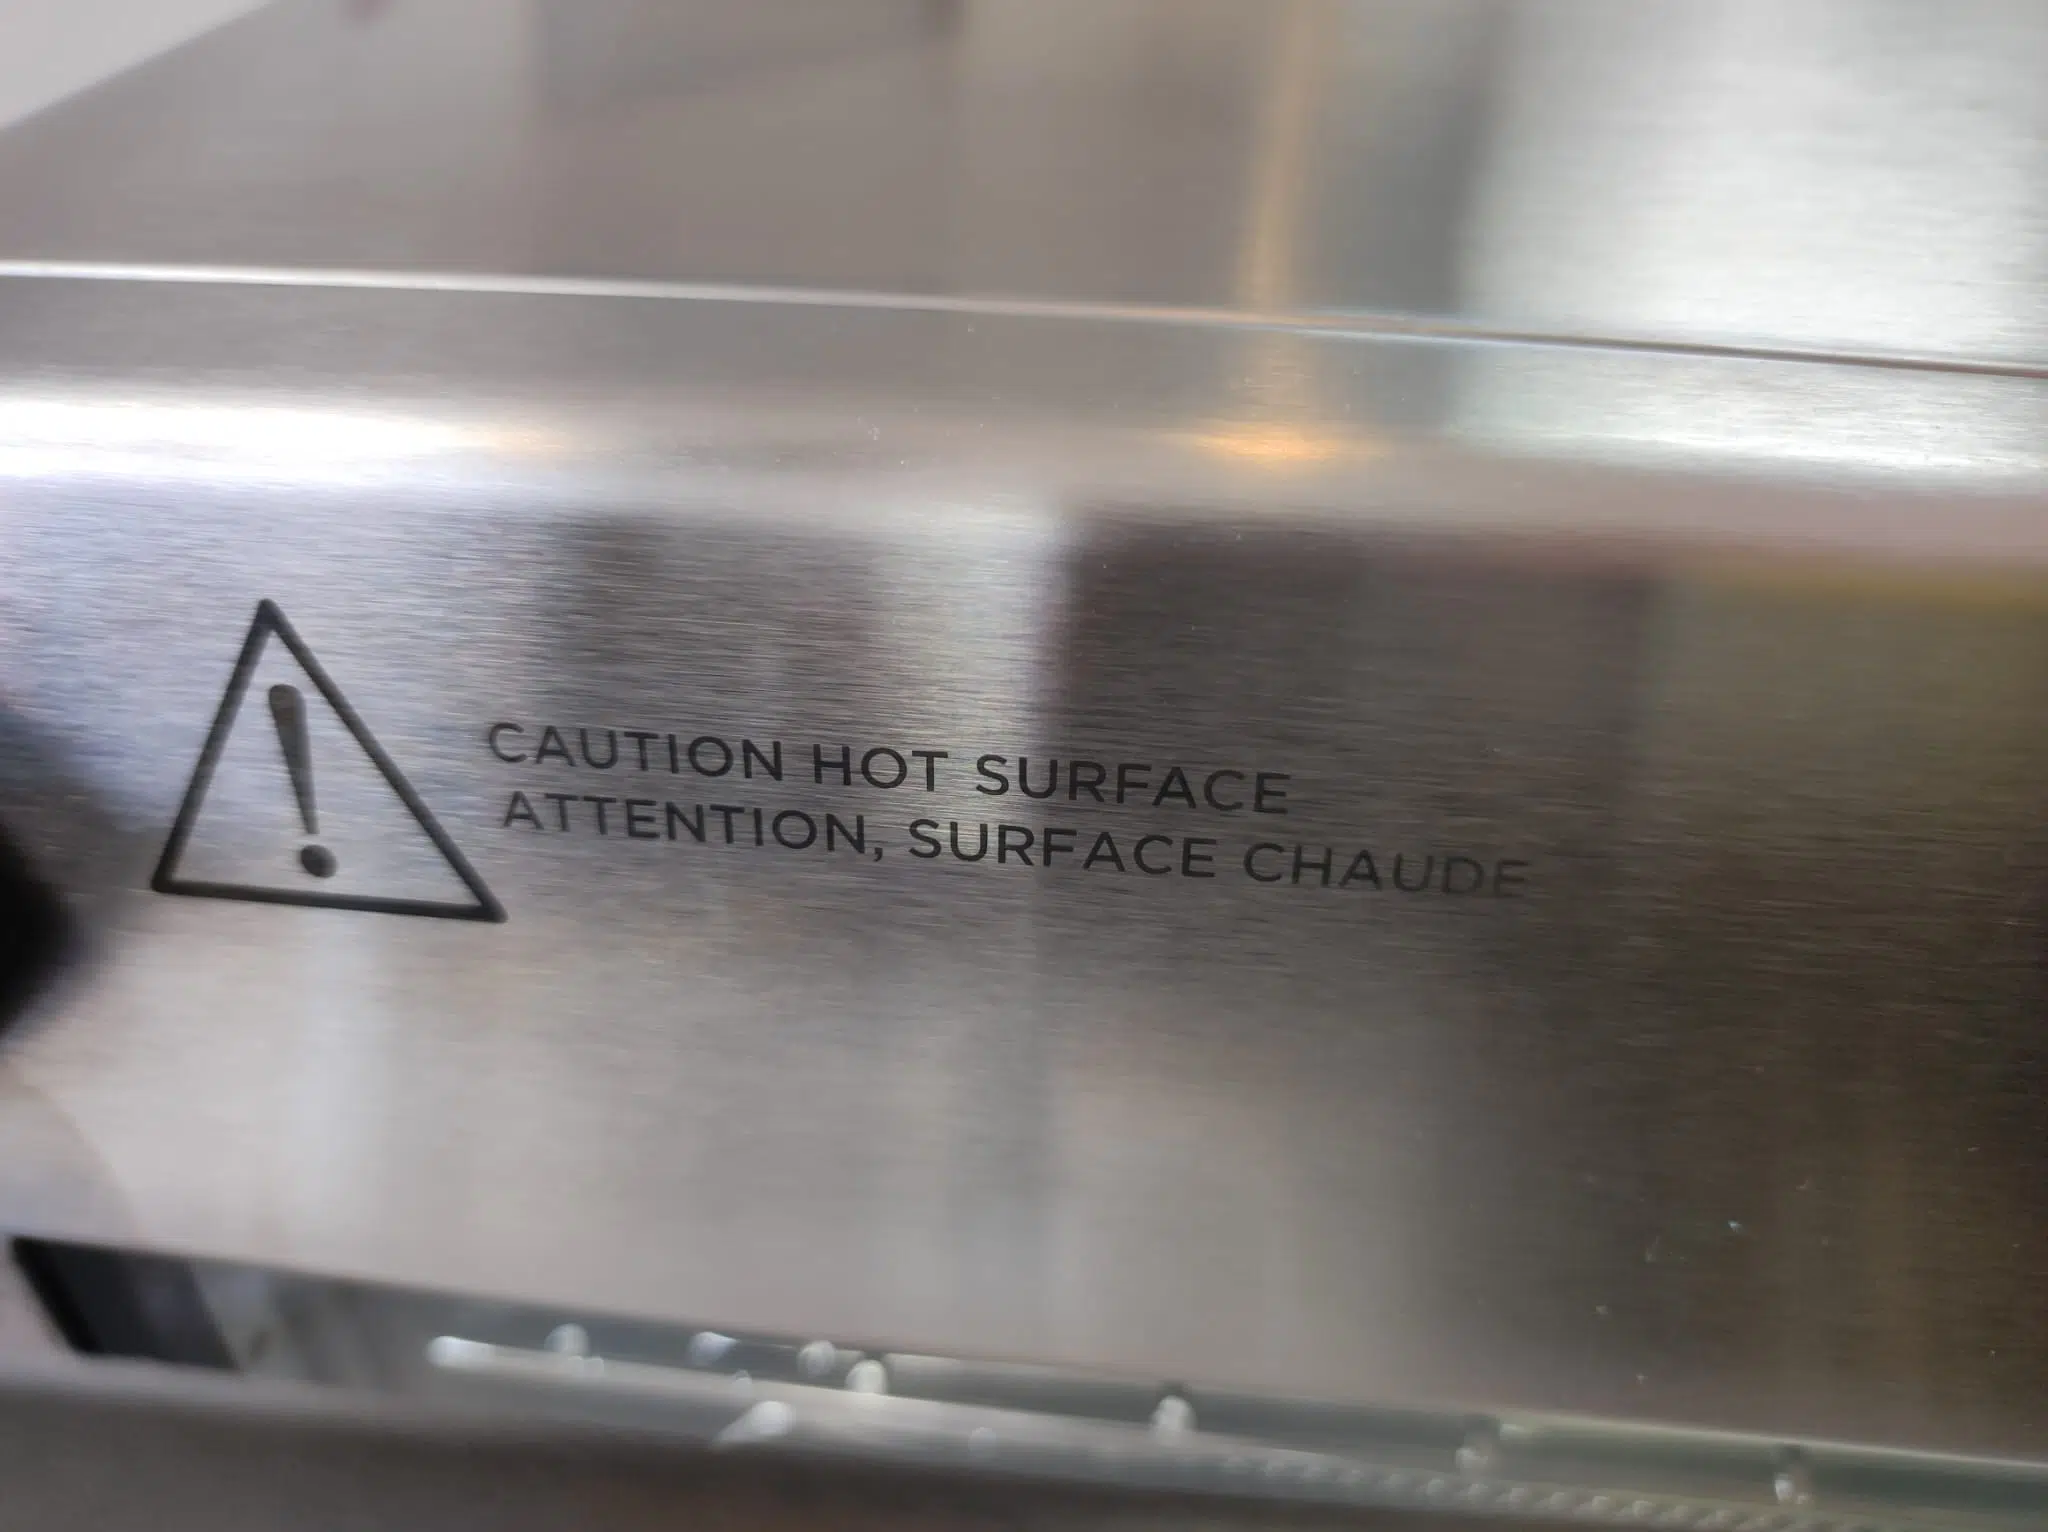 CAUTION HOT SURFACE
ATTENTION, SURFACE CHAUDE